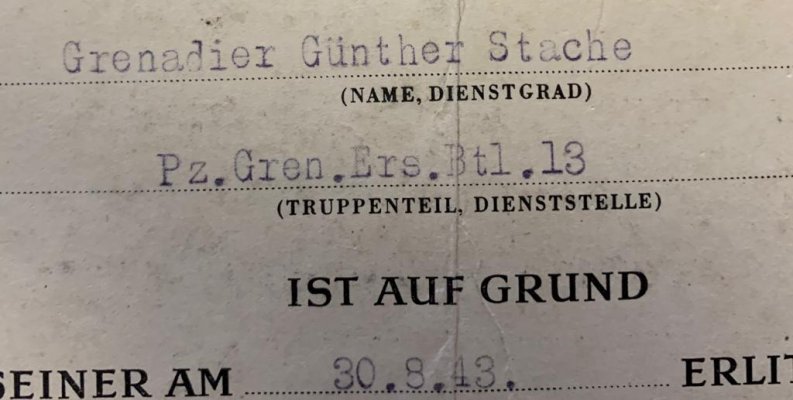 Grenadier Günther Stache
(NAME, DIENSTGRAD)
Pz.Gren.Ers.Btl.13
(TRUPPENTEIL, DIENSTSTELLE)
IST AUF GRUND
SEINER AM 30.8.43. ERLIT